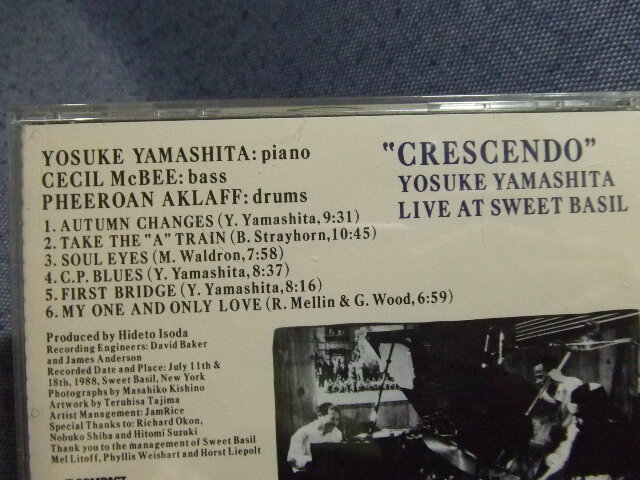 YOSUKE YAMASHITA: piano
CECIL McBEE: bass
PHEEROAN AKLAFF: drums
"CRESCENDO"
YOSUKE YAMASHITA
LIVE AT SWEET BASIL
1. AUTUMN CHANGES (Y. Yamashita, 9:31)
2. TAKE THE "A" TRAIN (B. Strayhorn, 10:45)
3. SOUL EYES (M. Waldron, 7:58)
4. C.P. BLUES (Y. Yamashita, 8:37)
5. FIRST BRIDGE (Y. Yamashita, 8:16)
6. MY ONE AND ONLY LOVE (R. Mellin & G. Wood, 6:59)
Produced by Hideto Isoda
Recording Engineers: David Baker
and James Anderson
Recorded Date and Place: July 11th &
18th, 1988, Sweet Basil, New York
Photographs by Masahiko Kishino
Artwork by Teruhisa Tajima
Artist Management: JamRice
Special Thanks to: Richard Okon,
Nobuko Shiba and Hitomi Suzuki
Thank you to the management of Sweet Basil
Mel Litoff, Phyllis Weisbart and Horst Liepolt